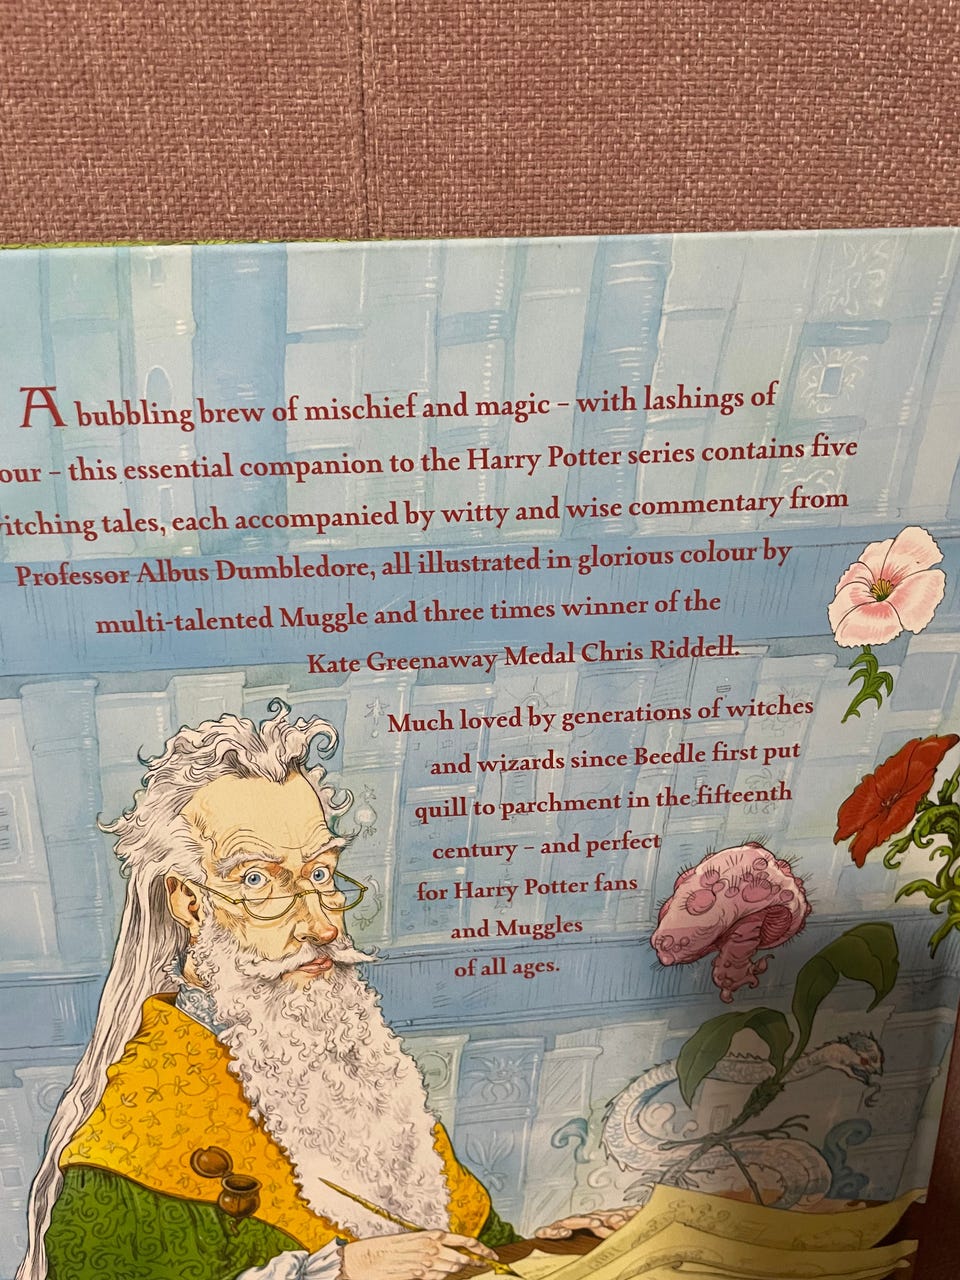 A bubbling brew of mischief and magic – with lashings of
our – this essential companion to the Harry Potter series contains five
itching tales, each accompanied by witty and wise commentary from
Professor Albus Dumbledore, all illustrated in glorious colour by
multi-talented Muggle and three times winner of the
Kate Greenaway Medal Chris Riddell.
Much loved by generations of witches
and wizards since Beedle first put
quill to parchment in the fifteenth
century – and perfect
for Harry Potter fans
and Muggles
of all ages.